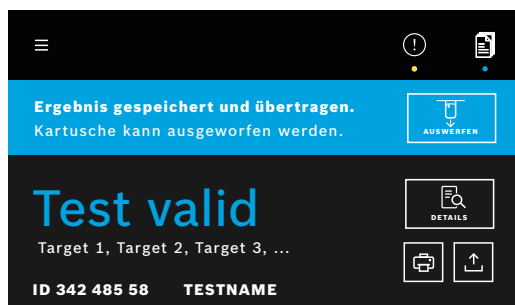 Ergebnis gespeichert und übertragen.
Kartusche kann ausgeworfen werden.
AUSWERFEN
Test valid
Target 1, Target 2, Target 3, ...
DETAILS
ID 342 485 58 TESTNAME